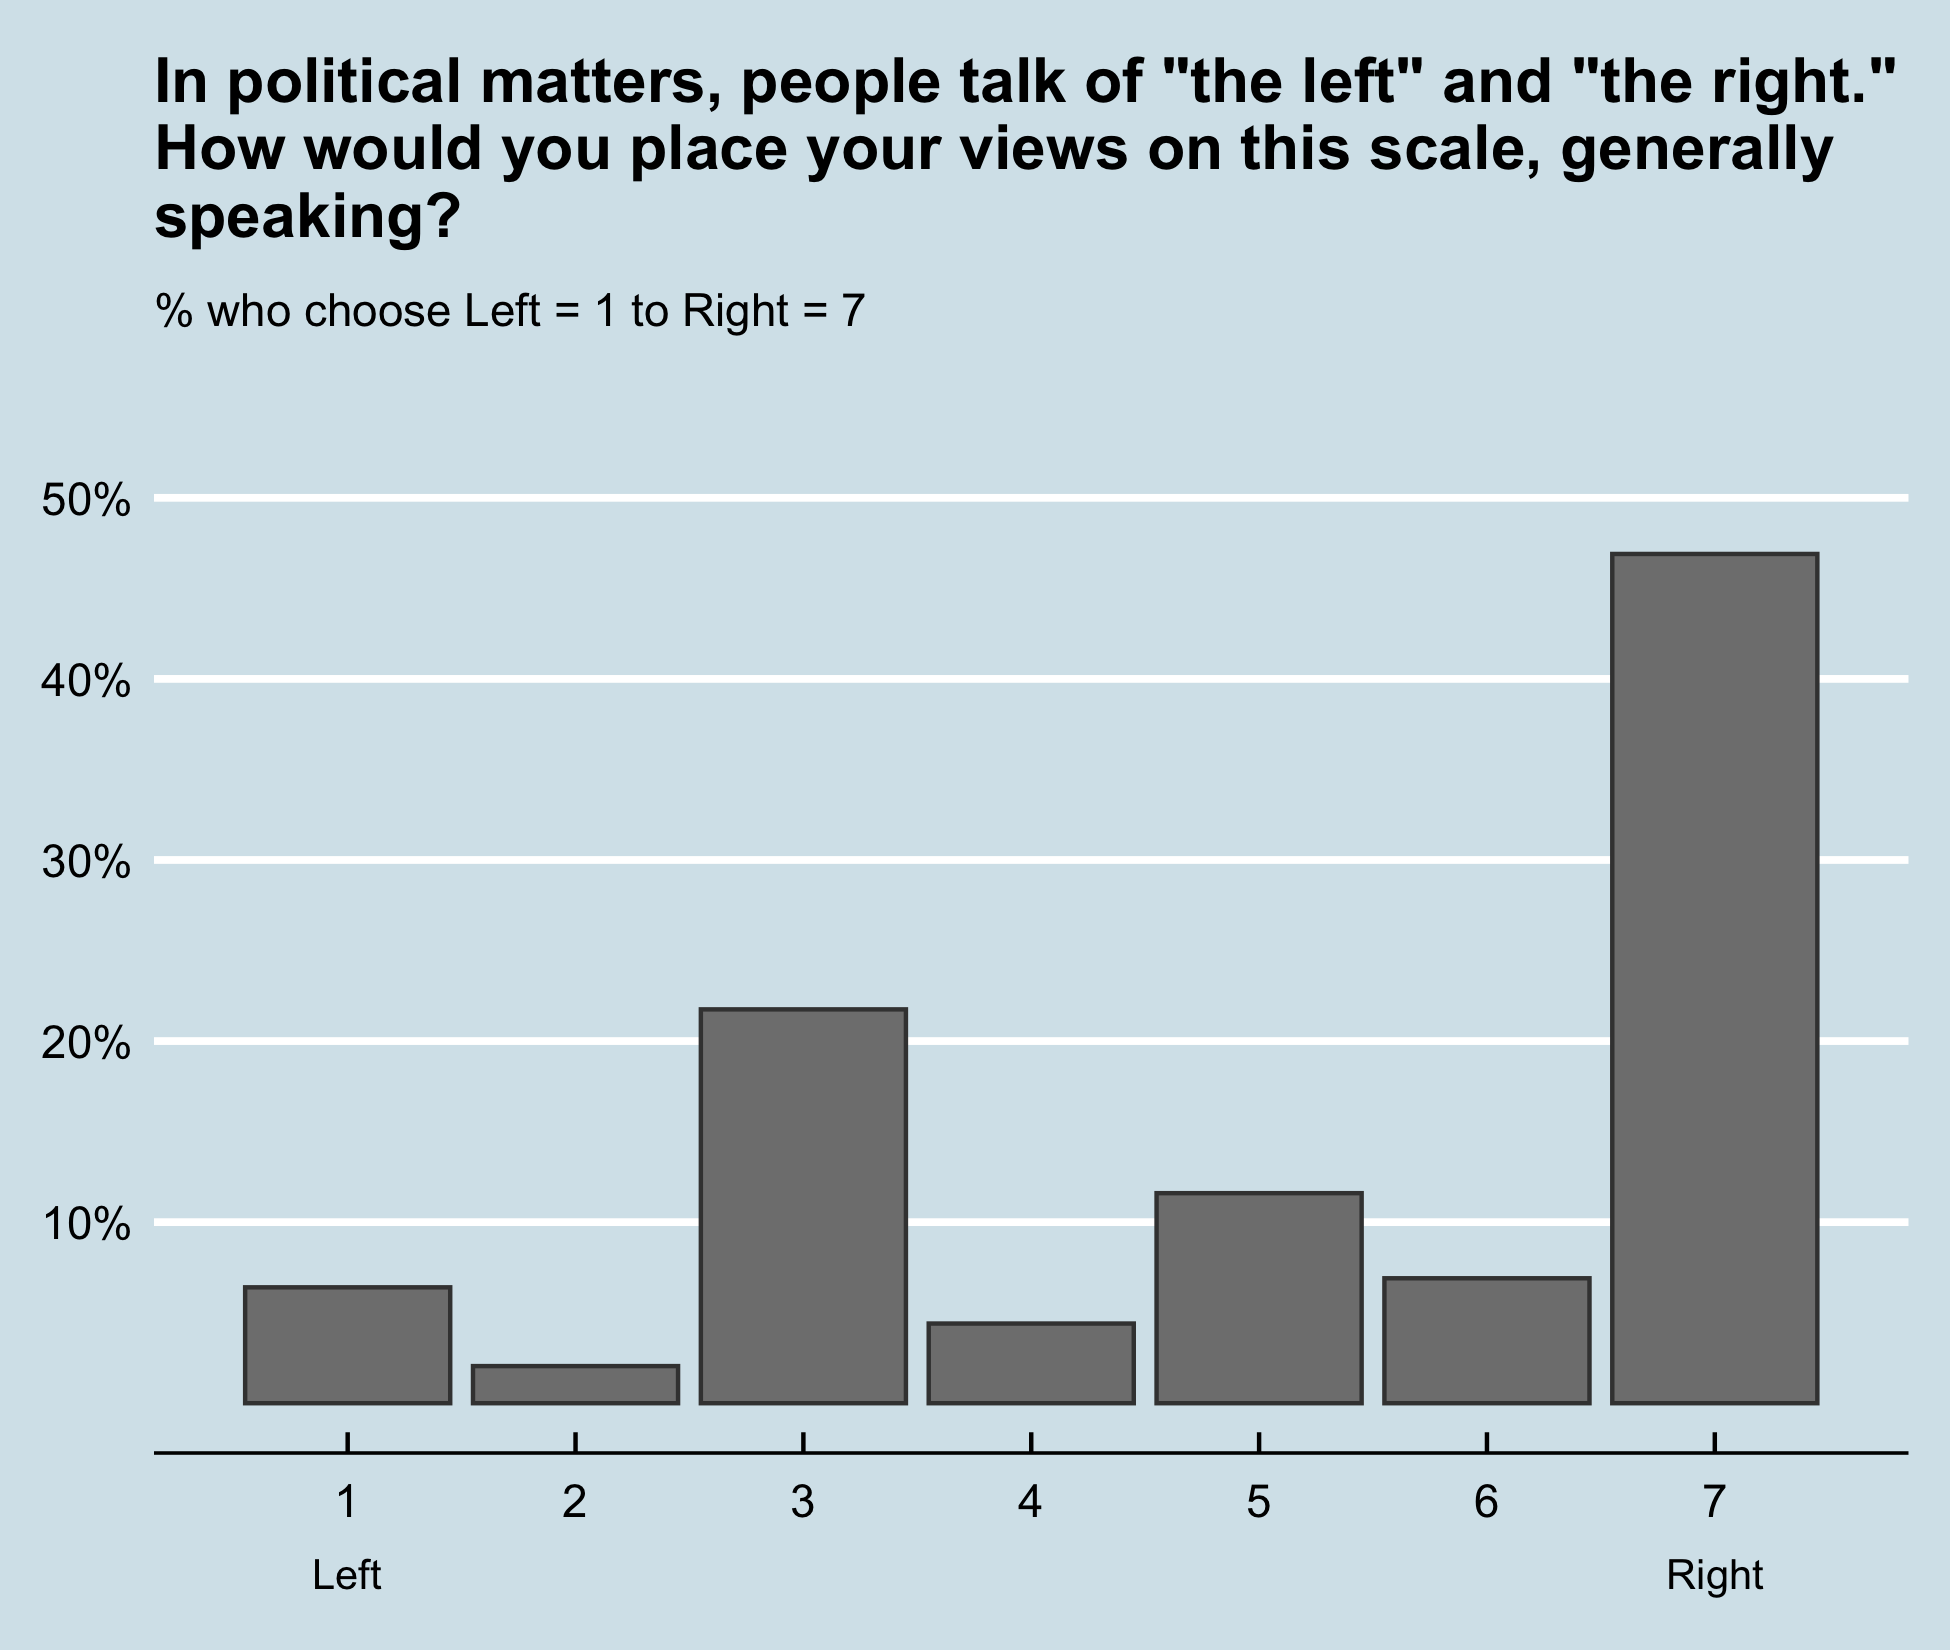 In political matters, people talk of "the left" and "the right."
How would you place your views on this scale, generally
speaking?
% who choose Left = 1 to Right = 7
50%
40%
30%
20%
10%
1 2 3 4 5 6 7
Left Right